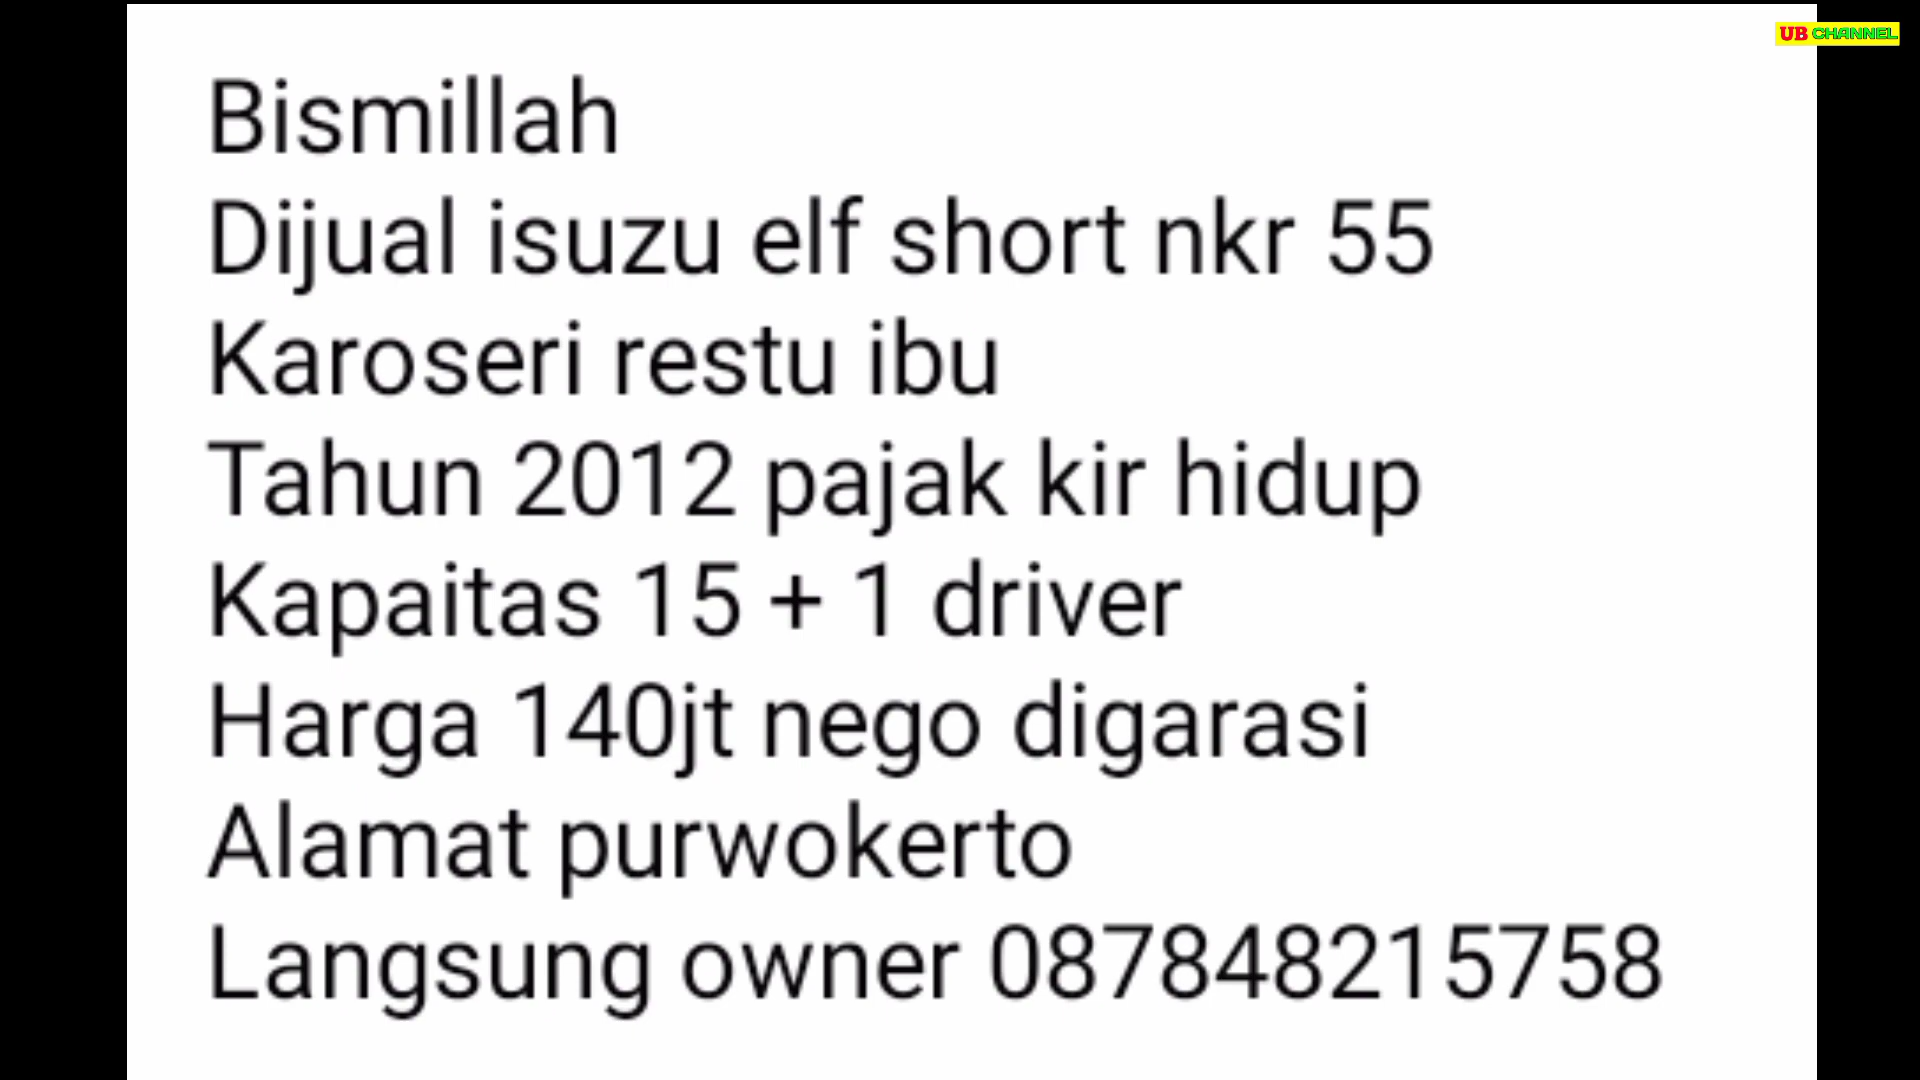 UB CHANNEL
Bismillah
Dijual isuzu elf short nkr 55
Karoseri restu ibu
Tahun 2012 pajak kir hidup
Kapaitas 15 + 1 driver
Harga 140jt nego digarasi
Alamat purwokerto
Langsung owner 087848215758